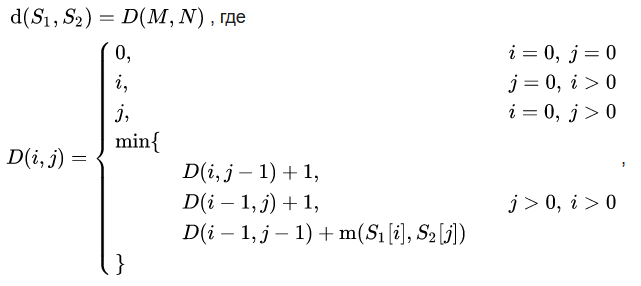 d(S₁, S₂) = D(M, N) , где
0, i = 0, j = 0
i, j = 0, i > 0
j, i = 0, j > 0
D(i, j) = { min{
D(i, j − 1) + 1,
D(i − 1, j) + 1, j > 0, i > 0
D(i − 1, j − 1) + m(S₁[i], S₂[j])
} ,